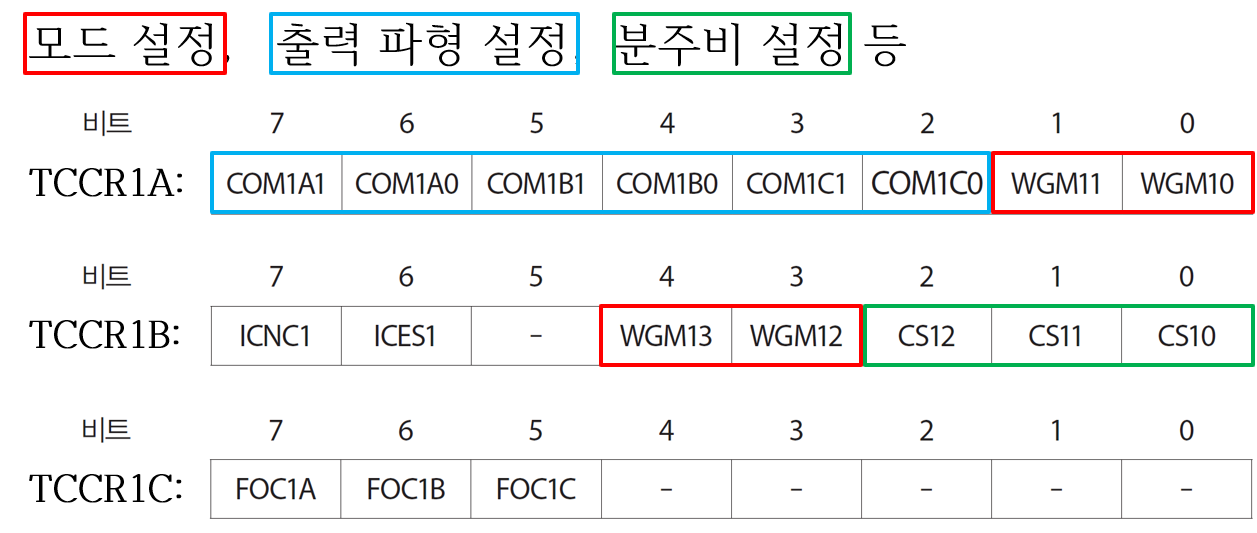 모드 설정, 출력 파형 설정, 분주비 설정 등
비트 7 6 5 4 3 2 1 0
TCCR1A: COM1A1 COM1A0 COM1B1 COM1B0 COM1C1 COM1C0 WGM11 WGM10
비트 7 6 5 4 3 2 1 0
TCCR1B: ICNC1 ICES1 – WGM13 WGM12 CS12 CS11 CS10
비트 7 6 5 4 3 2 1 0
TCCR1C: FOC1A FOC1B FOC1C – – – – –